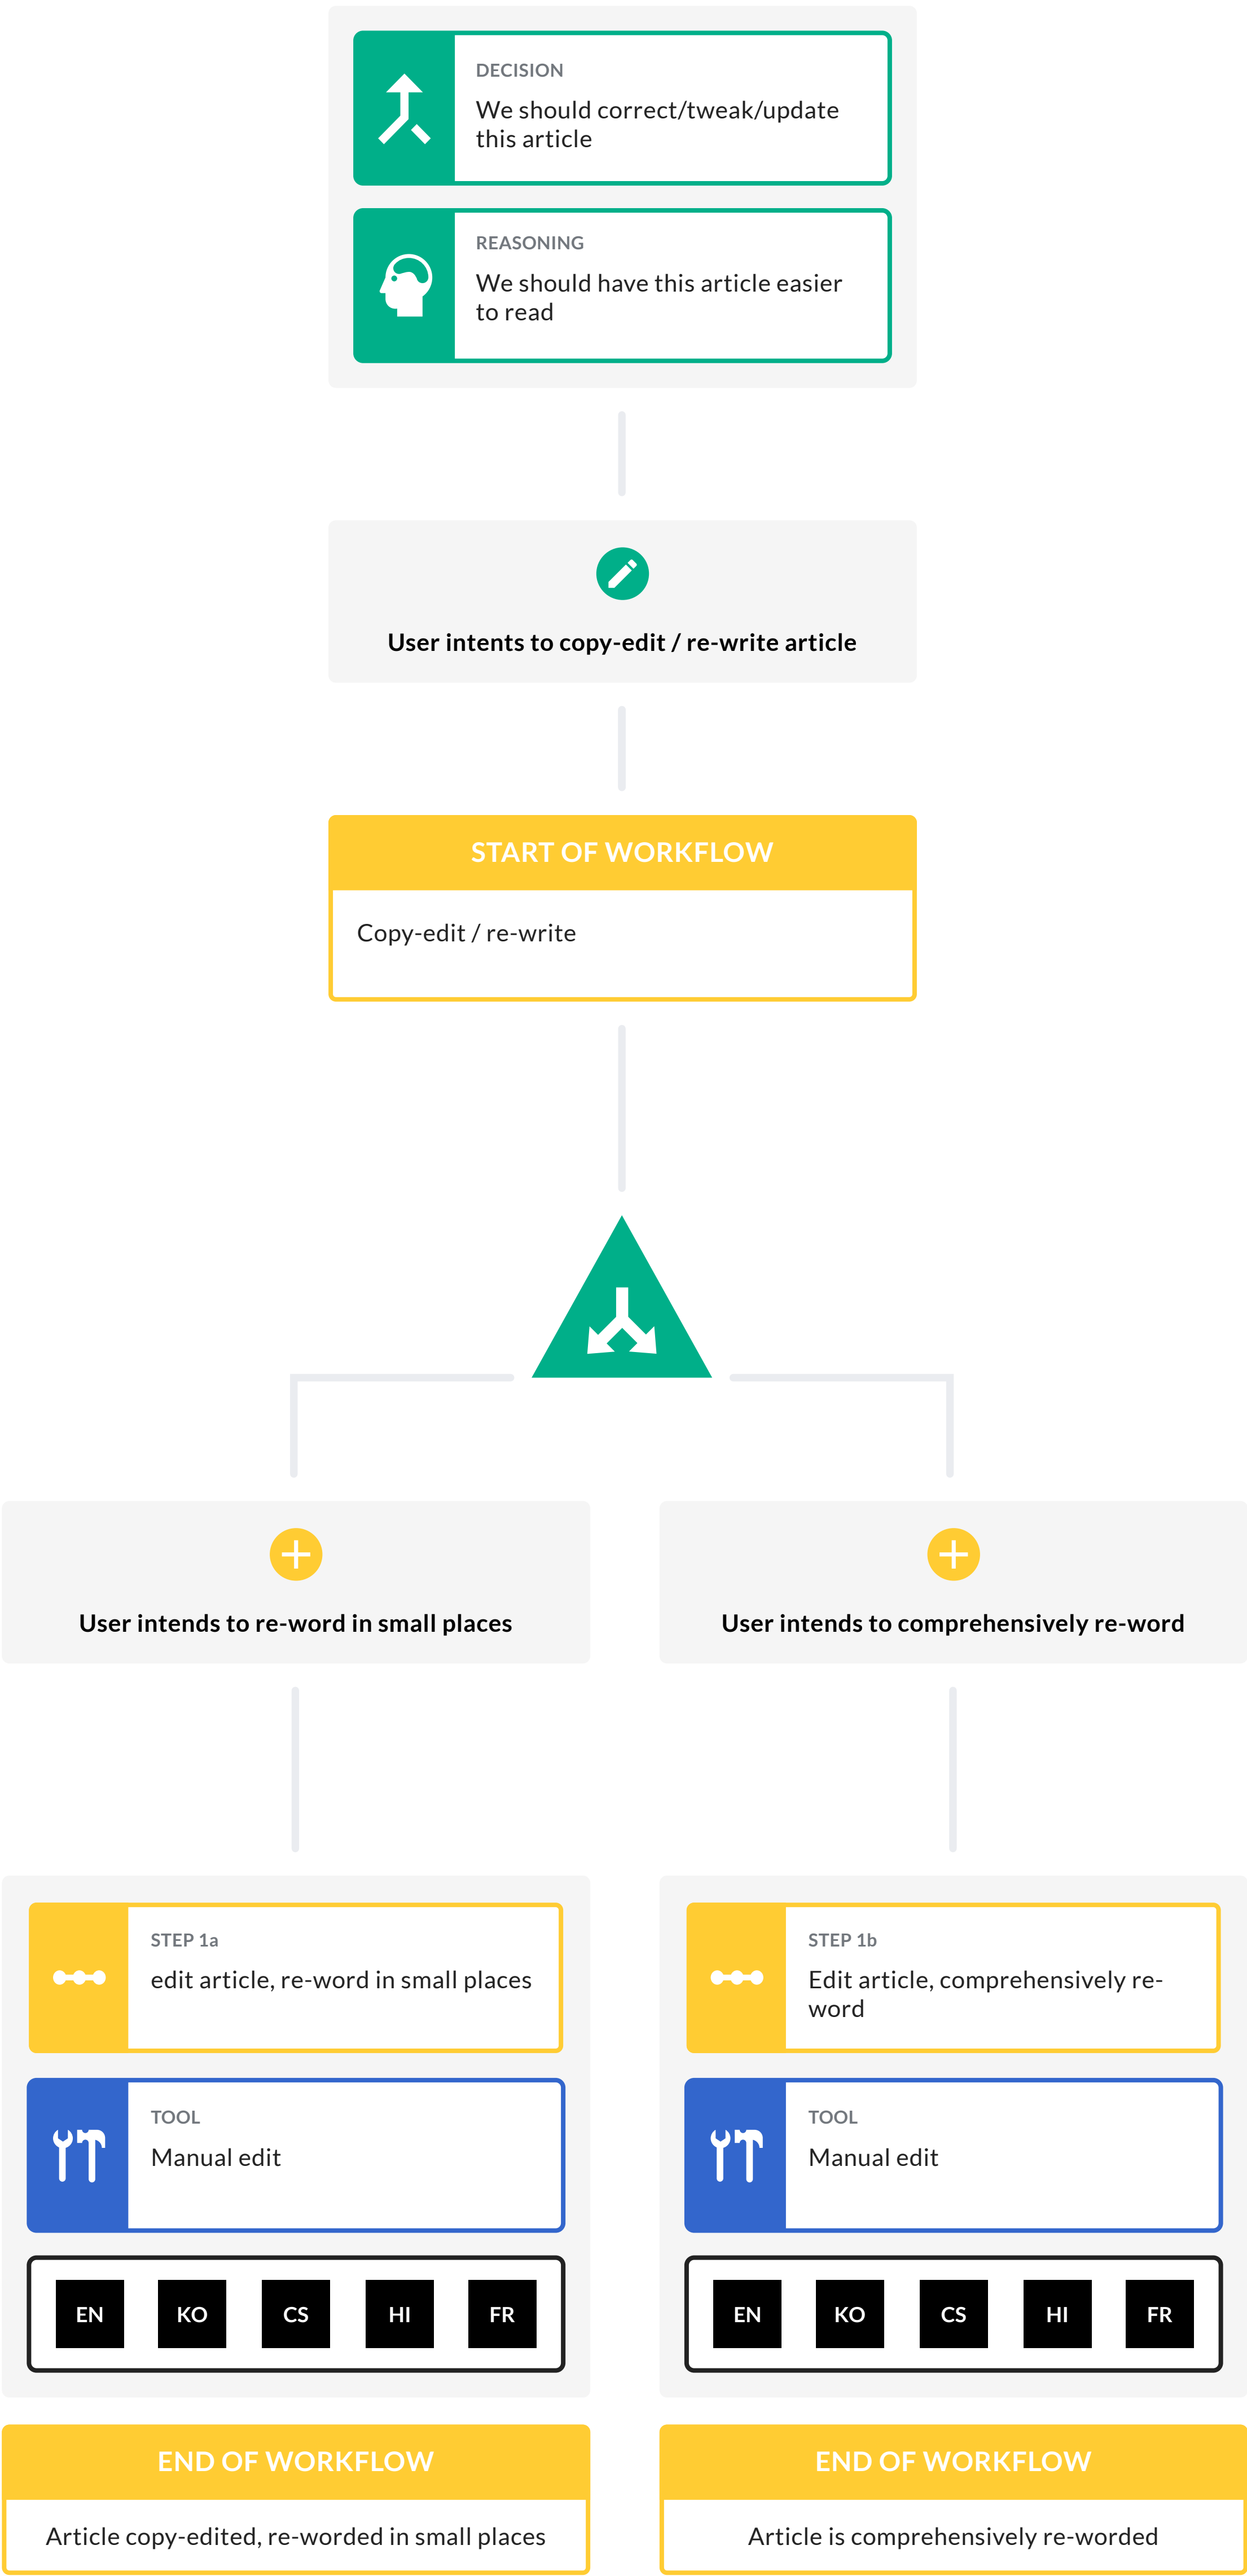 DECISION
We should correct/tweak/update
this article
REASONING
We should have this article easier
to read
User intents to copy-edit / re-write article
START OF WORKFLOW
Copy-edit / re-write
User intends to re-word in small places
User intends to comprehensively re-word
STEP 1a
edit article, re-word in small places
TOOL
Manual edit
EN KO CS HI FR
END OF WORKFLOW
Article copy-edited, re-worded in small places
STEP 1b
Edit article, comprehensively re-
word
TOOL
Manual edit
EN KO CS HI FR
END OF WORKFLOW
Article is comprehensively re-worded